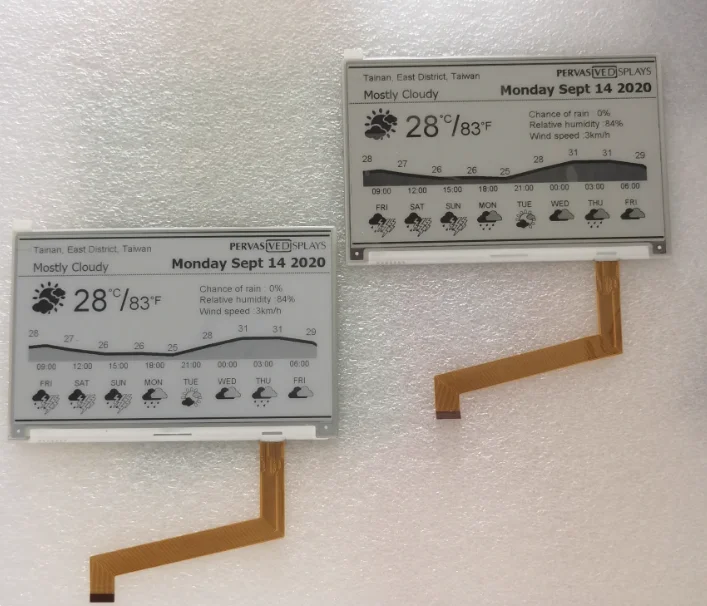 Tainan, East District, Taiwan
PERVASIVE DISPLAYS
Mostly Cloudy
Monday Sept 14 2020
28°C/83°F
Chance of rain : 0%
Relative humidity :84%
Wind speed :3km/h
28 27 26 26 25 28 31 31 29
09:00 12:00 15:00 18:00 21:00 00:00 03:00 06:00
FRI SAT SUN MON TUE WED THU FRI
Tainan, East District, Taiwan
PERVASIVE DISPLAYS
Mostly Cloudy
Monday Sept 14 2020
28°C/83°F
Chance of rain : 0%
Relative humidity :84%
Wind speed :3km/h
28 27 26 26 25 28 31 31 29
09:00 12:00 15:00 18:00 21:00 00:00 03:00 06:00
FRI SAT SUN MON TUE WED THU FRI